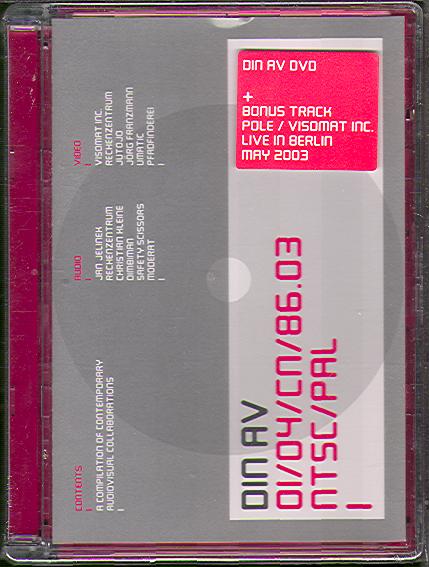 DIN AV DVD
+
BONUS TRACK
POLE / VISOMAT INC.
LIVE IN BERLIN
MAY 2003
CONTENTS
I
A COMPILATION OF CONTEMPORARY
AUDIOVISUAL COLLABORATIONS
I
AUDIO
I
JAN JELINEK
RECHENZENTRUM
CHRISTIAN KLEINE
DIMBIMAN
SAFETY SCISSORS
MODERAT
I
VIDEO
I
VISOMAT INC.
RECHENZENTRUM
JUTOJO
JÖRG FRANZMANN
UMATIC
PFADFINDEREI
I
DIN AV
01/04/CN/86.03
NTSC/PAL
I